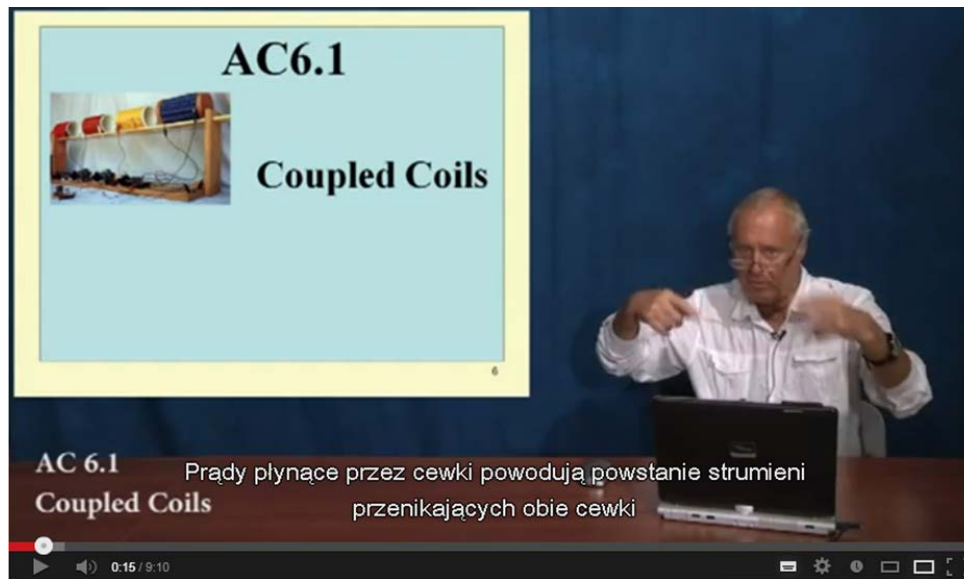 AC6.1
Coupled Coils
6
AC 6.1
Coupled Coils
Prądy płynące przez cewki powodują powstanie strumieni
przenikających obie cewki
0:15 / 9:10